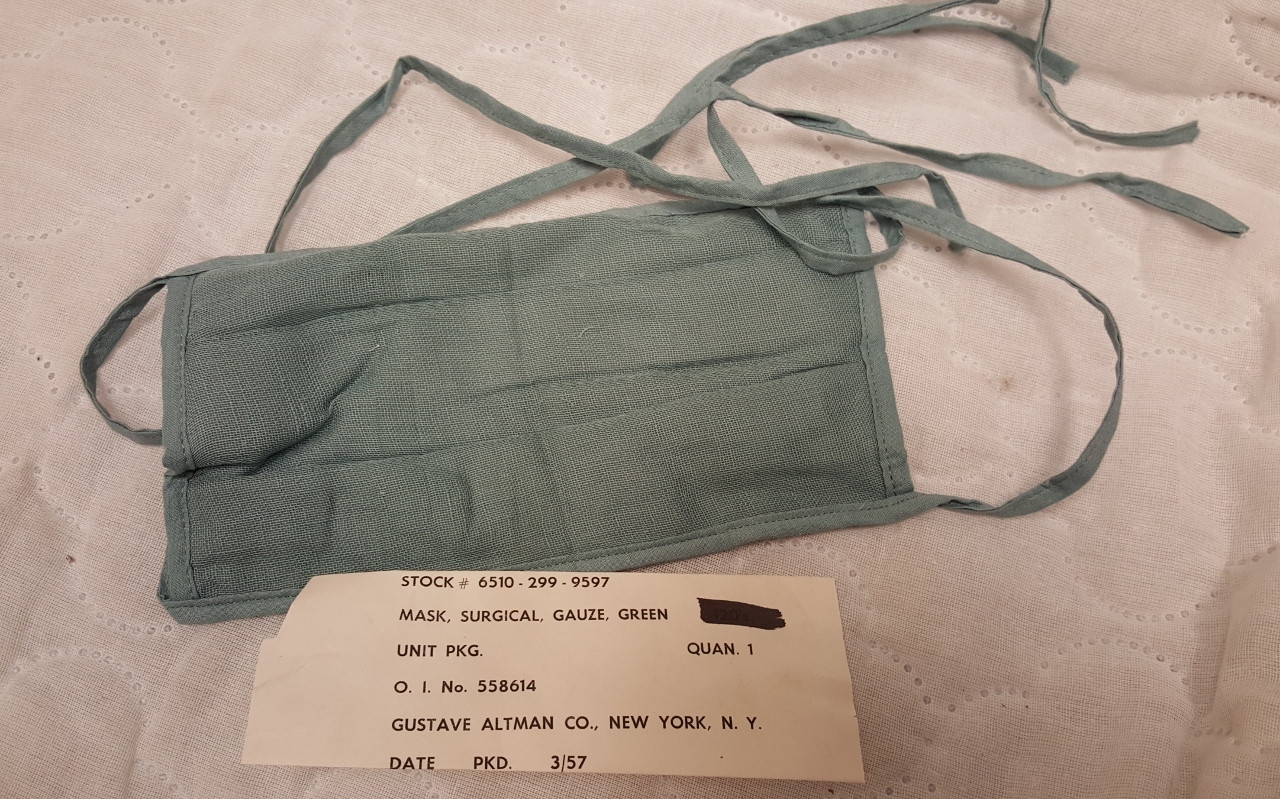 STOCK # 6510 - 299 - 9597
MASK, SURGICAL, GAUZE, GREEN
UNIT PKG. QUAN. 1
O. I. No. 558614
GUSTAVE ALTMAN CO., NEW YORK, N. Y.
DATE PKD. 3/57